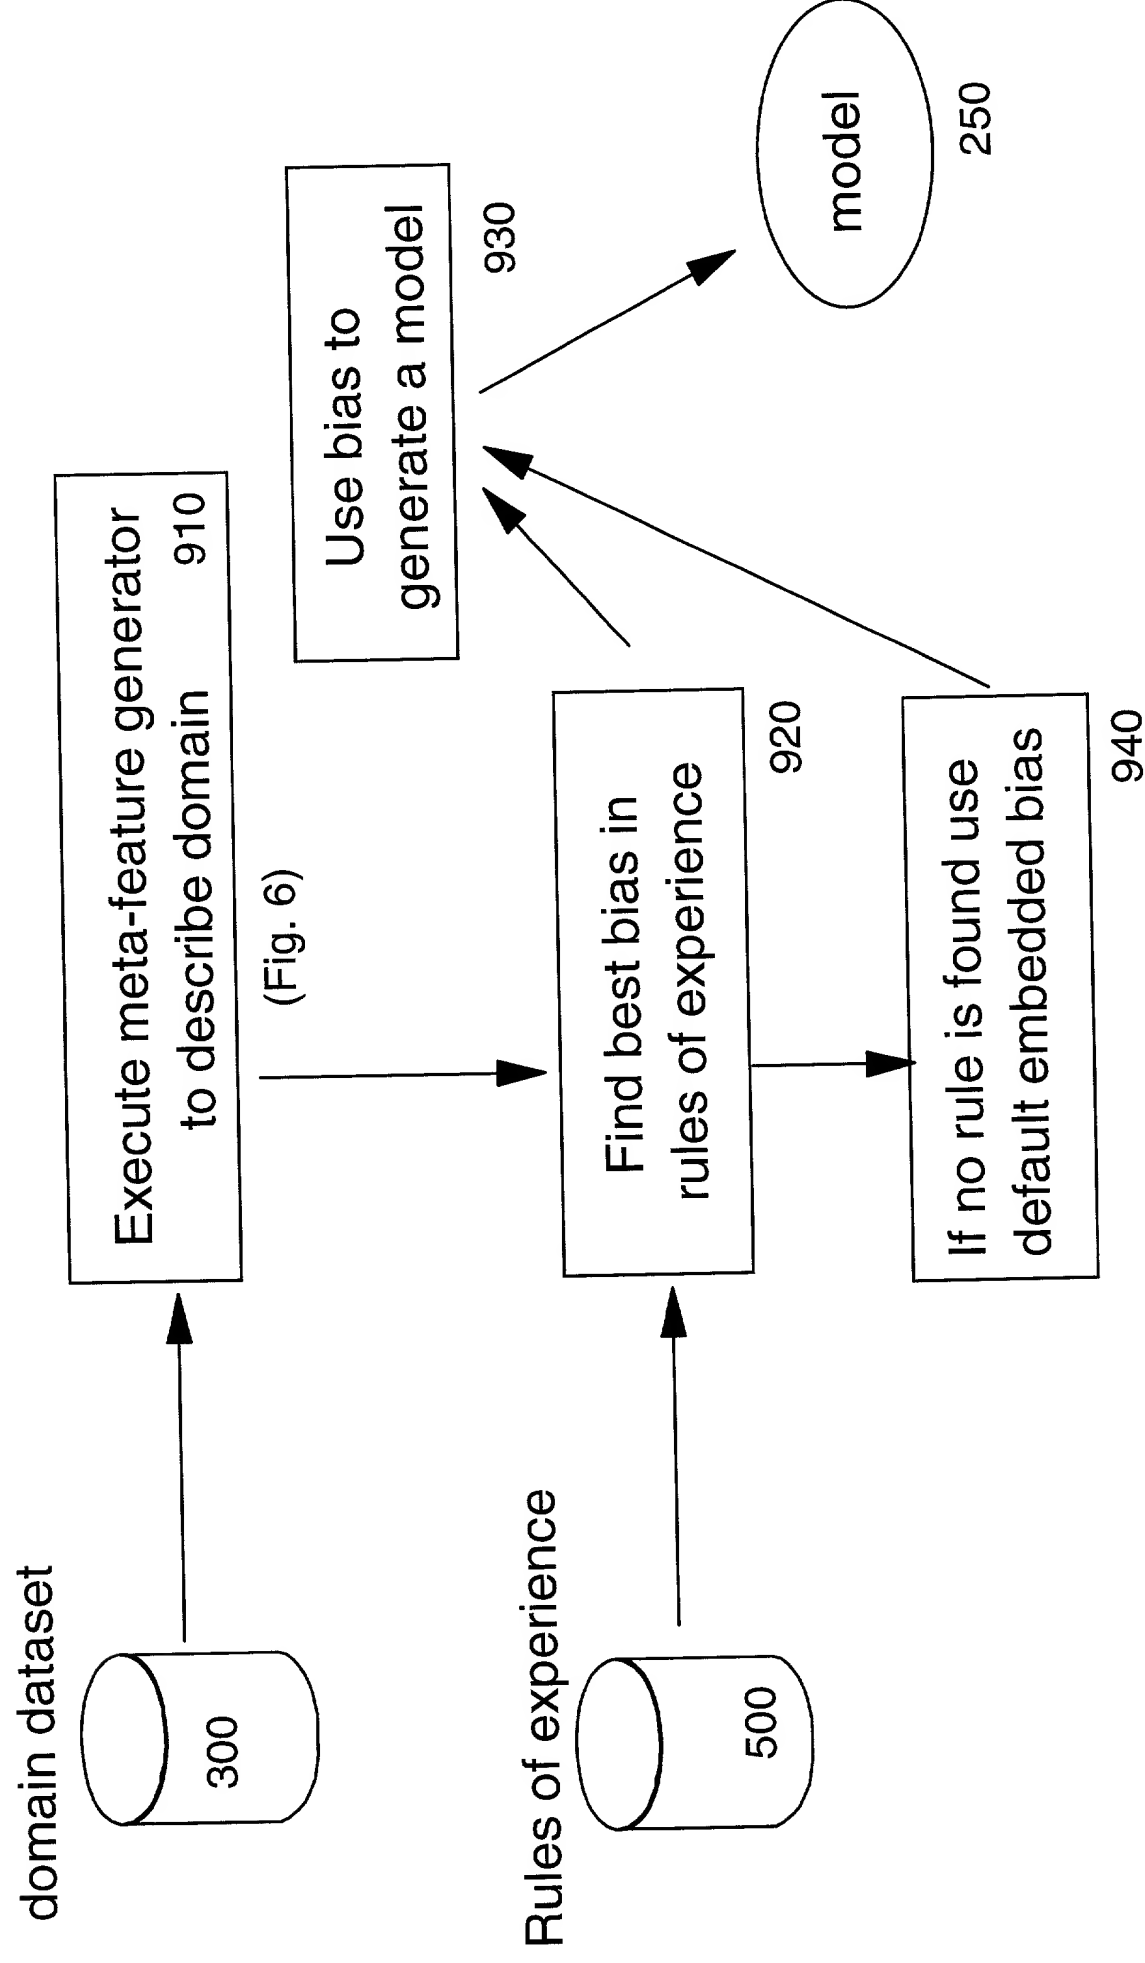 domain dataset
300
Execute meta-feature generator
to describe domain 910
(Fig. 6)
Use bias to
generate a model
930
Rules of experience
500
Find best bias in
rules of experience
920
model
250
If no rule is found use
default embedded bias
940